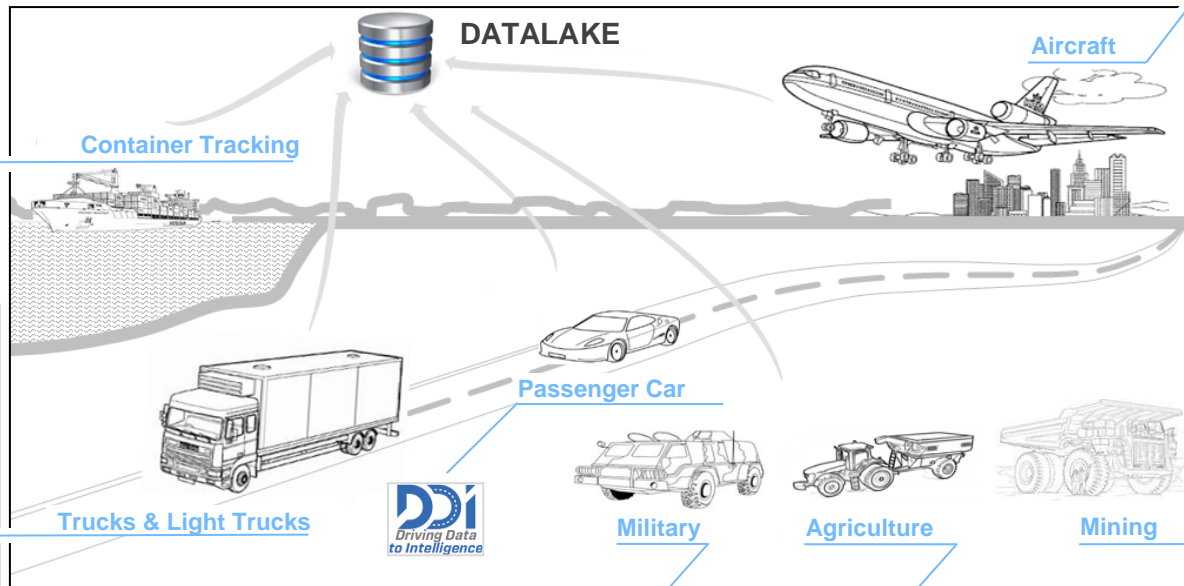 DATALAKE
Aircraft
Container Tracking
Passenger Car
Trucks & Light Trucks
DDI
Driving Data
to Intelligence
Military
Agriculture
Mining